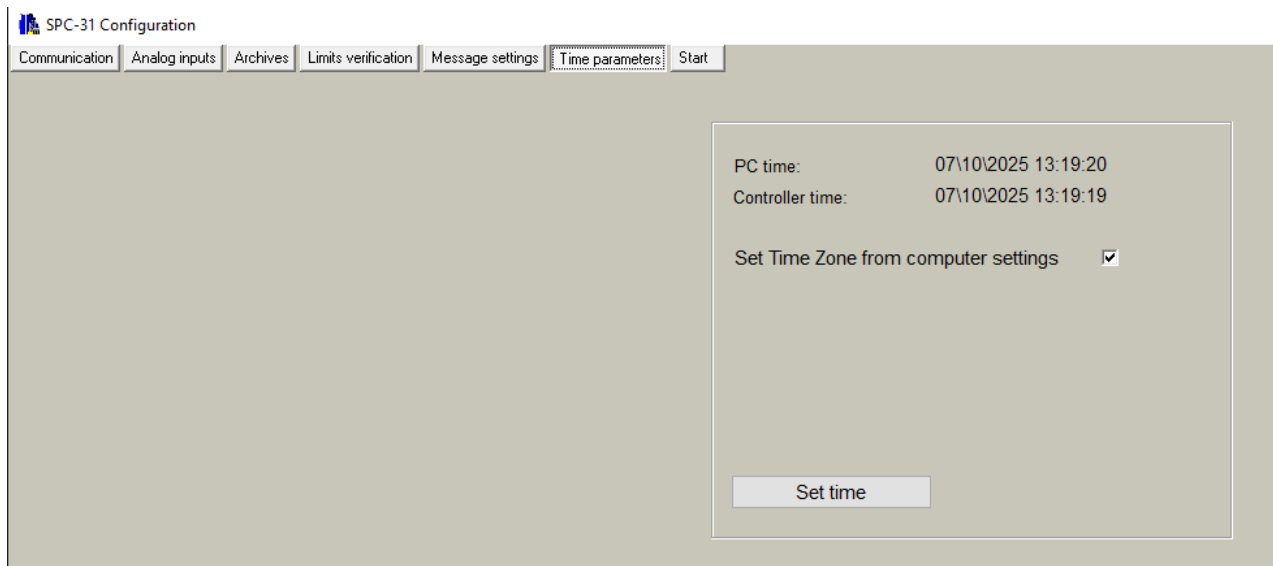 SPC-31 Configuration
Communication Analog inputs Archives Limits verification Message settings Time parameters Start
PC time: 07\10\2025 13:19:20
Controller time: 07\10\2025 13:19:19
Set Time Zone from computer settings
Set time